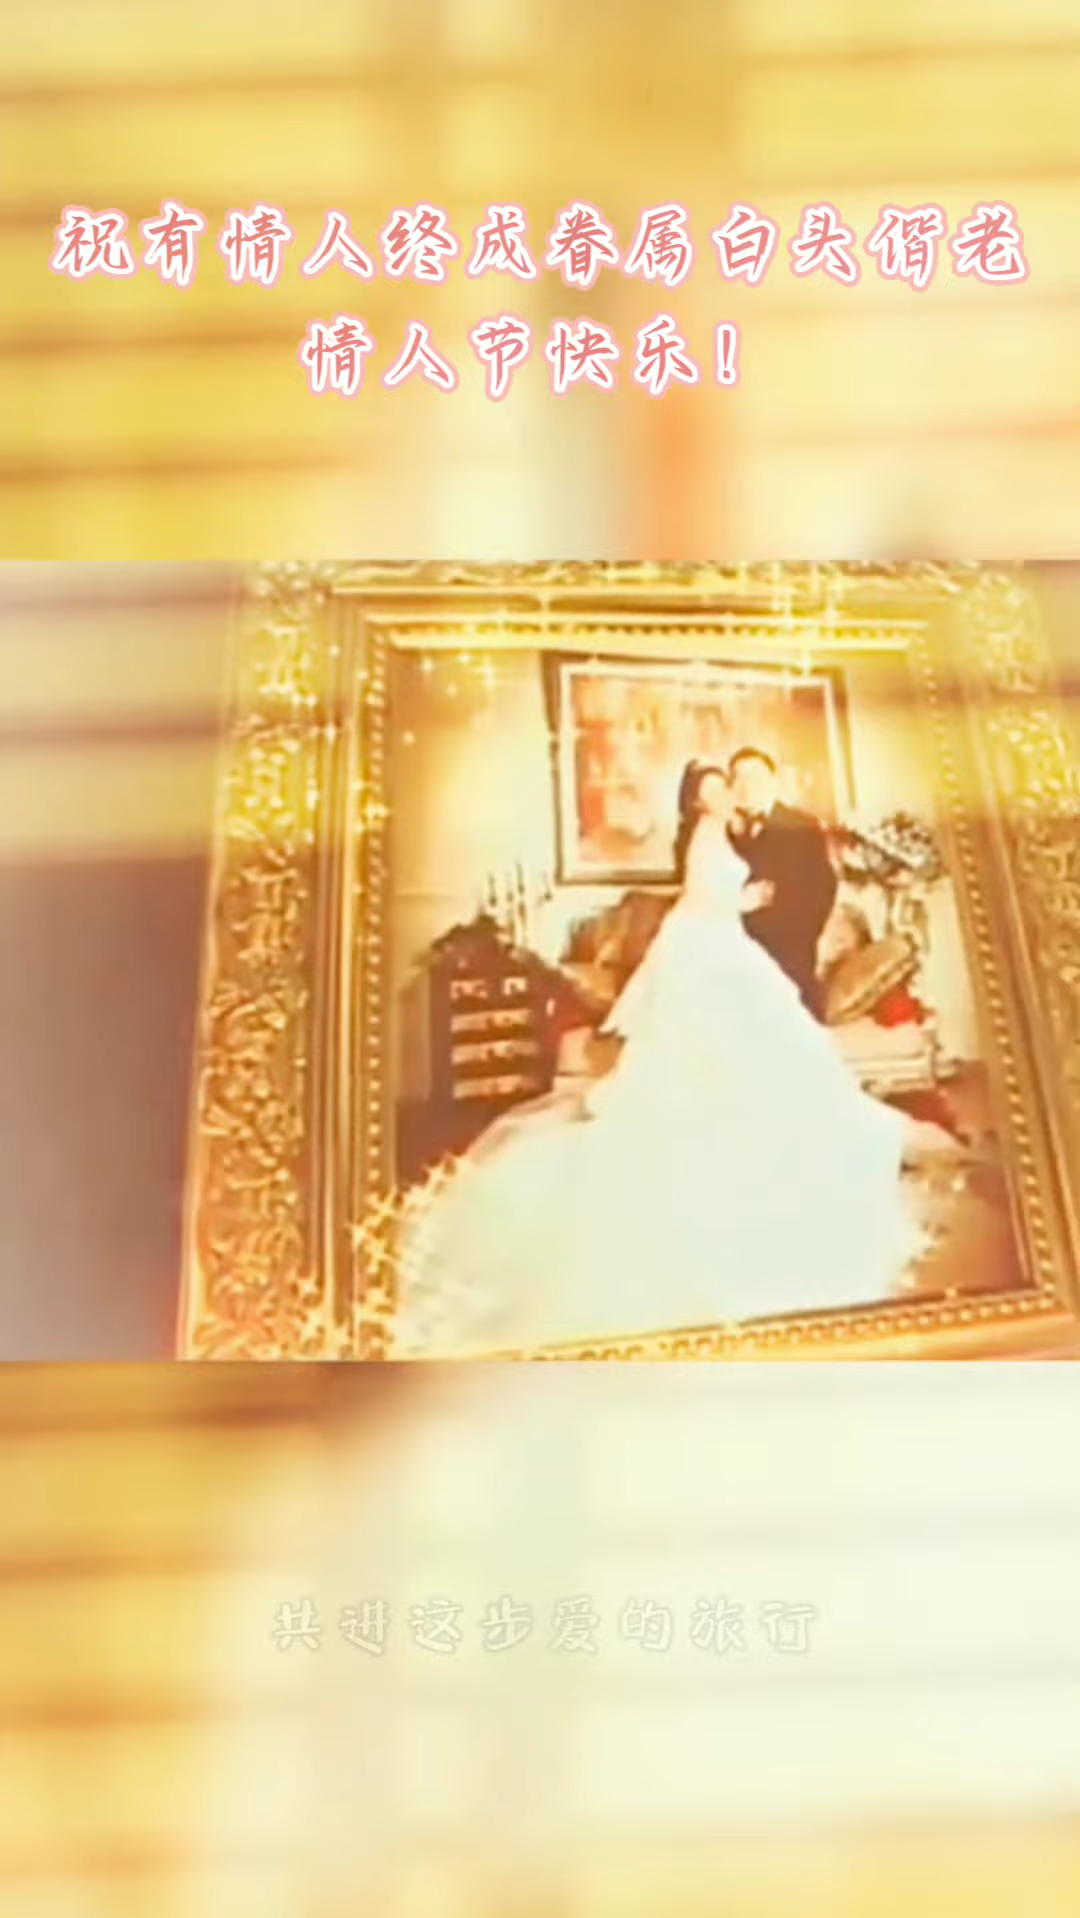 祝有情人终成眷属白头偕老
情人节快乐！
共进这步爱的旅行